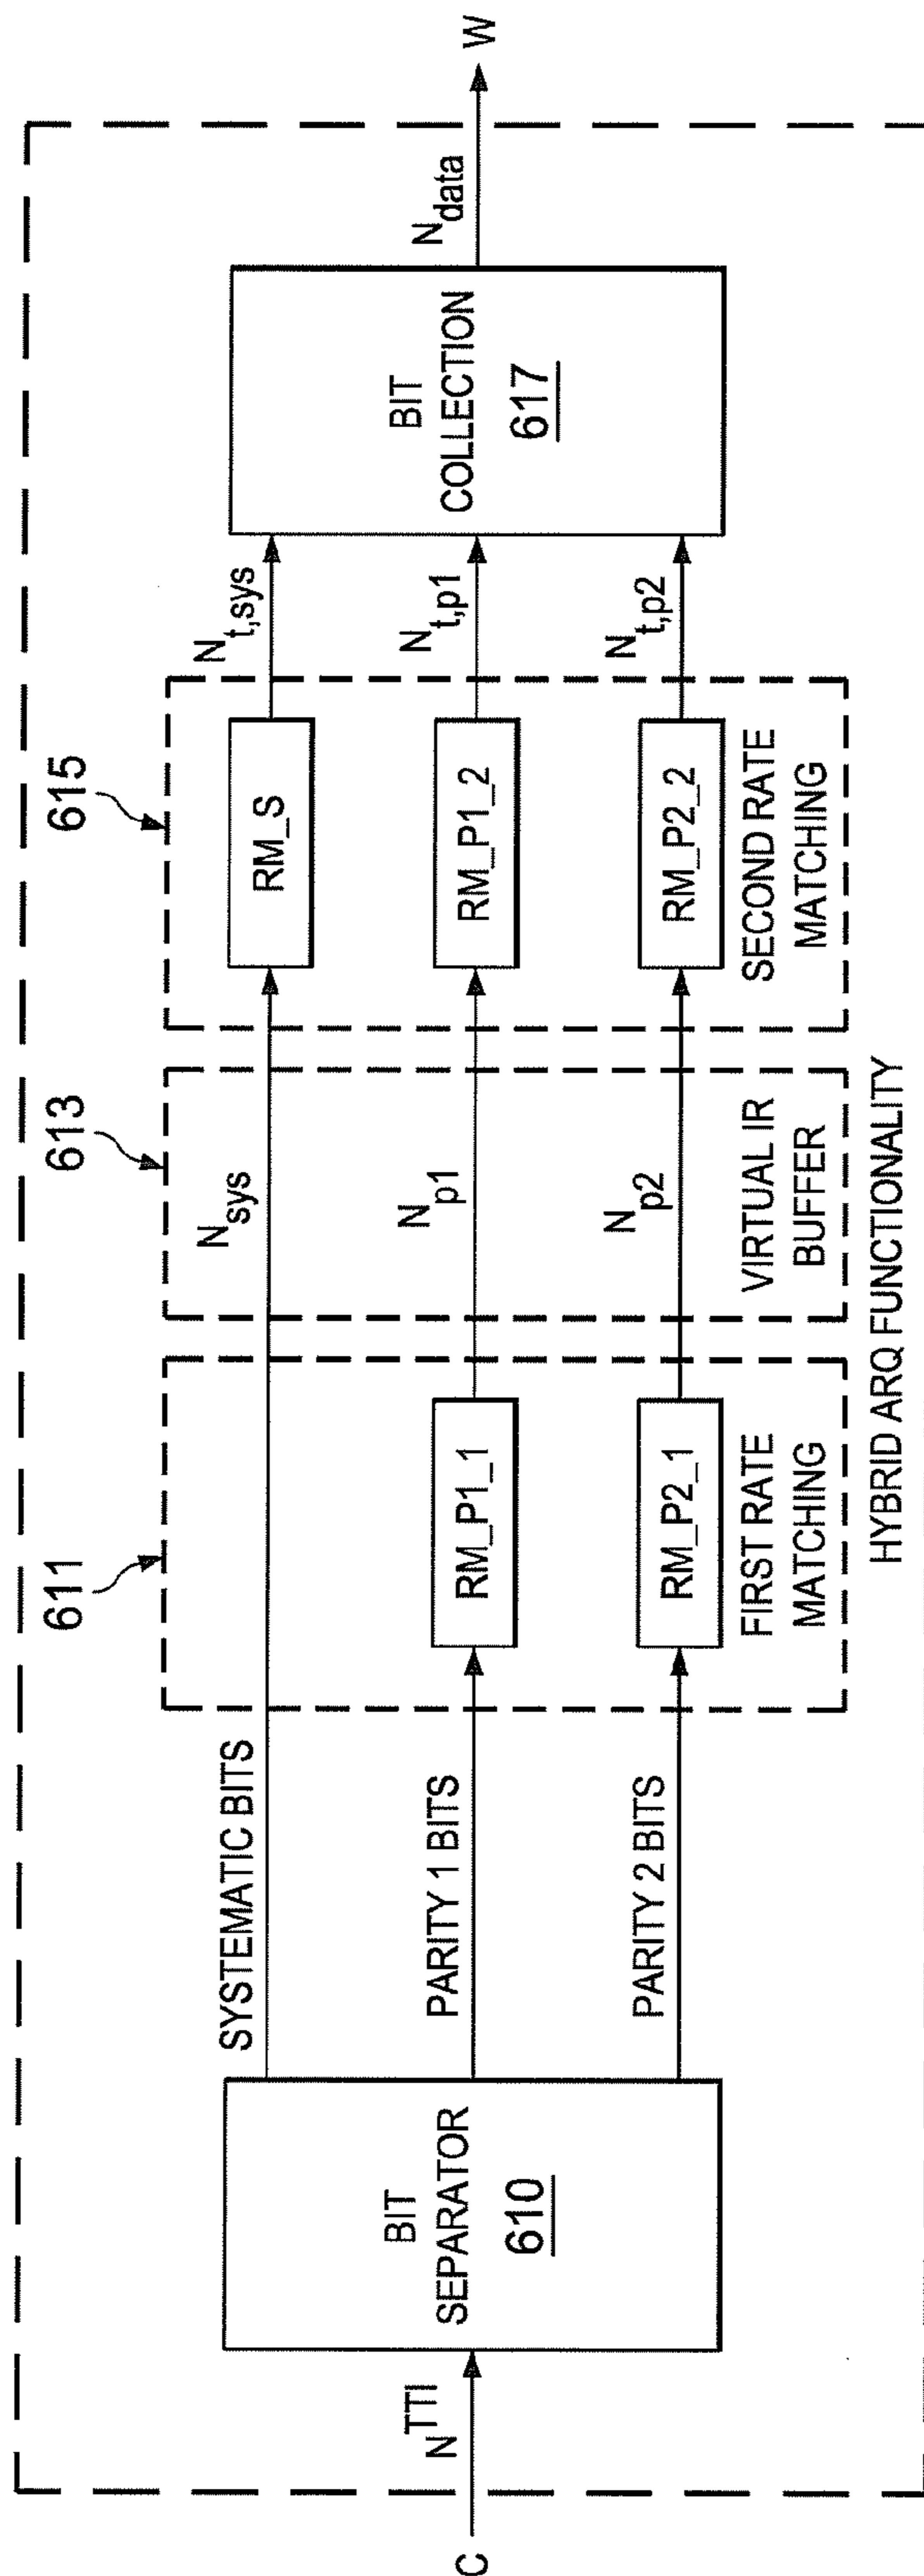 C
N^TTI
BIT
SEPARATOR
610
SYSTEMATIC BITS
PARITY 1 BITS
PARITY 2 BITS
611
RM_P1_1
RM_P2_1
FIRST RATE
MATCHING
613
N_sys
N_p1
N_p2
VIRTUAL IR
BUFFER
615
RM_S
RM_P1_2
RM_P2_2
SECOND RATE
MATCHING
N_t,sys
N_t,p1
N_t,p2
BIT
COLLECTION
617
N_data
W
HYBRID ARQ FUNCTIONALITY